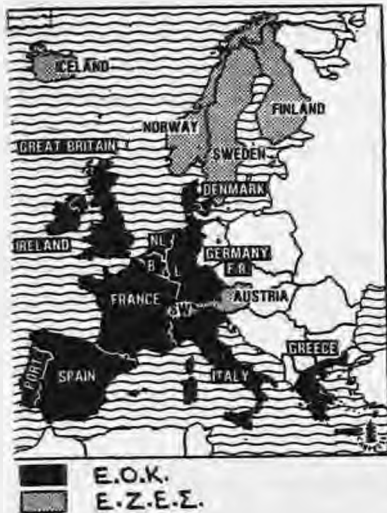 ICELAND
FINLAND
NORWAY
SWEDEN
GREAT BRITAIN
DENMARK
IRELAND
NL
GERMANY
F.R.
B
L
FRANCE
AUSTRIA
SW
GREECE
PORT.
SPAIN
ITALY
Ε.Ο.Κ.
Ε.Ζ.Ε.Σ.